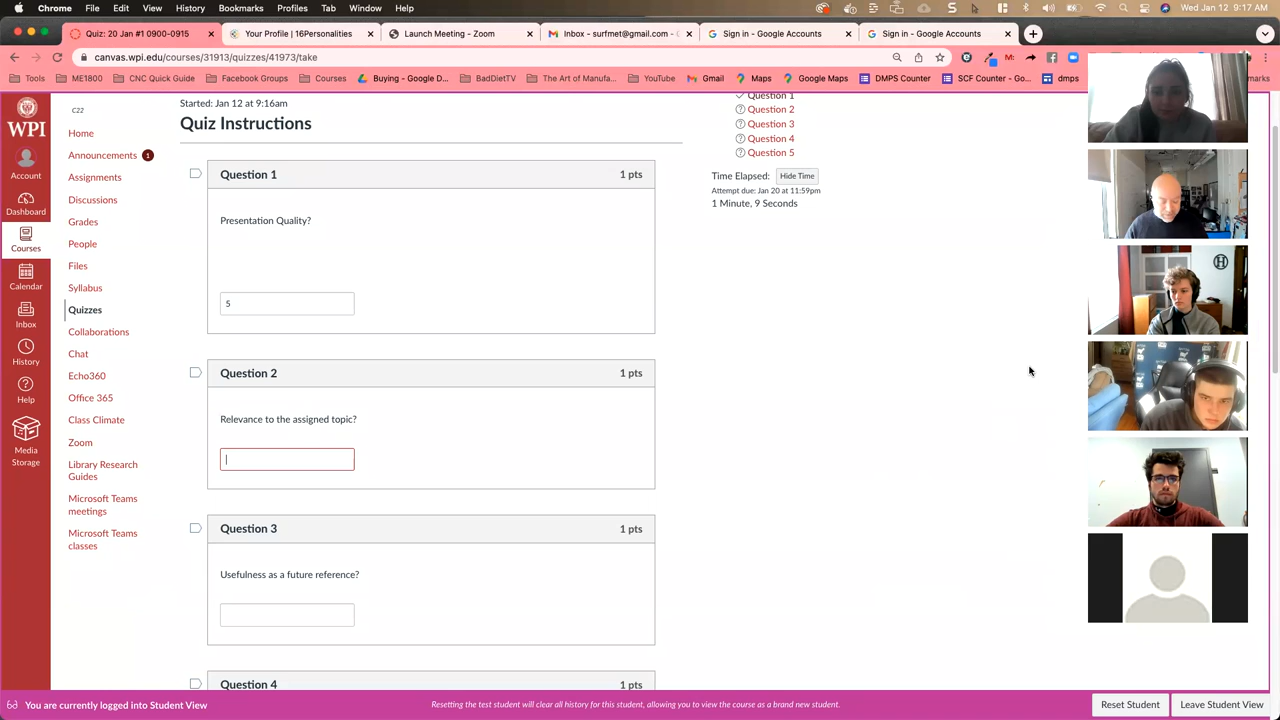 Chrome File Edit View History Bookmarks Profiles Tab Window Help
Quiz: 20 Jan #1 0900-0915
Your Profile | 16Personalities
Launch Meeting - Zoom
Inbox - surfmet@gmail.com -
Sign in - Google Accounts
Sign in - Google Accounts
canvas.wpi.edu/courses/31913/quizzes/41973/take
Tools
ME1800
CNC Quick Guide
Facebook Groups
Courses
Buying - Google D...
BadDietTV
The Art of Manufa...
YouTube
Gmail
Maps
Google Maps
DMPS Counter
SCF Counter - Go...
dmps
WPI
Account
Dashboard
Courses
Calendar
Inbox
History
Help
Media
Storage
C22
Home
Announcements 1
Assignments
Discussions
Grades
People
Files
Syllabus
Quizzes
Collaborations
Chat
Echo360
Office 365
Class Climate
Zoom
Library Research
Guides
Microsoft Teams
meetings
Microsoft Teams
classes
Started: Jan 12 at 9:16am
Quiz Instructions
Question 1 1 pts
Presentation Quality?
5
Question 2 1 pts
Relevance to the assigned topic?
Question 3 1 pts
Usefulness as a future reference?
Question 4 1 pts
Question 1
Question 2
Question 3
Question 4
Question 5
Time Elapsed: Hide Time
Attempt due: Jan 20 at 11:59pm
1 Minute, 9 Seconds
You are currently logged into Student View
Resetting the test student will clear all history for this student, allowing you to view the course as a brand new student.
Reset Student
Leave Student View